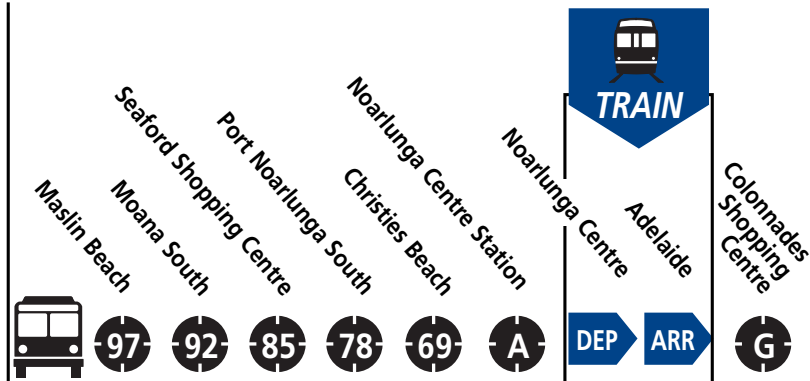 TRAIN
Maslin Beach
Moana South
Seaford Shopping Centre
Port Noarlunga South
Christies Beach
Noarlunga Centre Station
Noarlunga Centre
Adelaide
Colonnades
Shopping
Centre
97
92
85
78
69
A
DEP
ARR
G